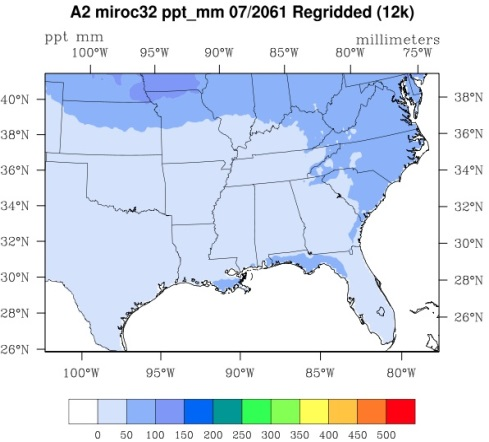 A2 miroc32 ppt_mm 07/2061 Regridded (12k)
ppt mm millimeters
100°W 95°W 90°W 85°W 80°W 75°W
40°N 38°N
38°N 36°N
36°N 34°N
34°N 32°N
32°N 30°N
30°N 28°N
28°N 26°N
26°N
100°W 95°W 90°W 85°W 80°W
0 50 100 150 200 250 300 350 400 450 500